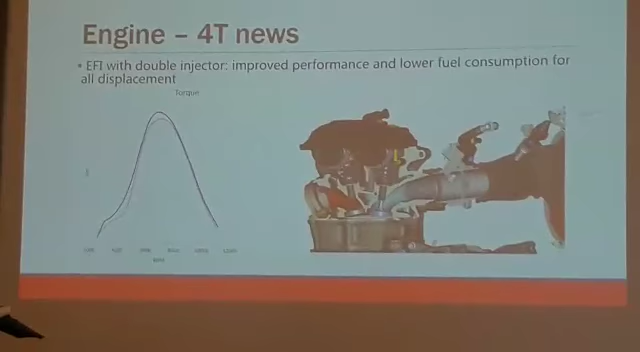 Engine – 4T news
• EFI with double injector: improved performance and lower fuel consumption for
all displacement
Torque